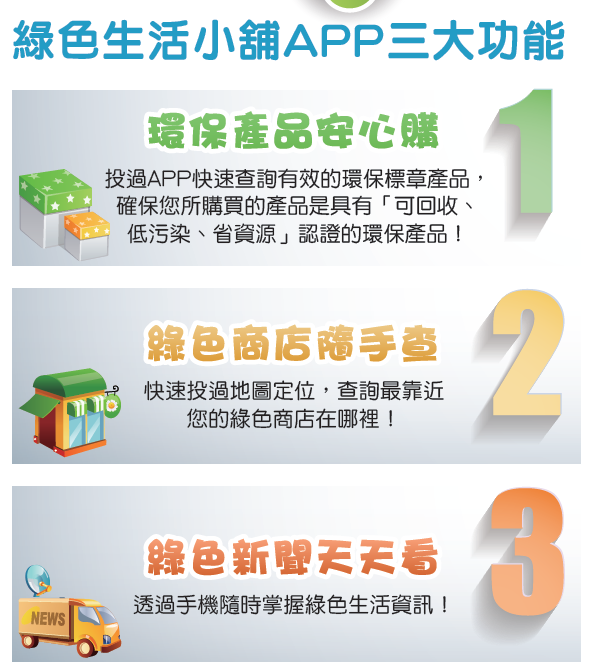 綠色生活小舖APP三大功能
環保產品安心購
1
投過APP快速查詢有效的環保標章產品，
確保您所購買的產品是具有「可回收、
低污染、省資源」認證的環保產品！
綠色商店隨手查
2
快速投過地圖定位，查詢最靠近
您的綠色商店在哪裡！
綠色新聞天天看
3
透過手機隨時掌握綠色生活資訊！
NEWS